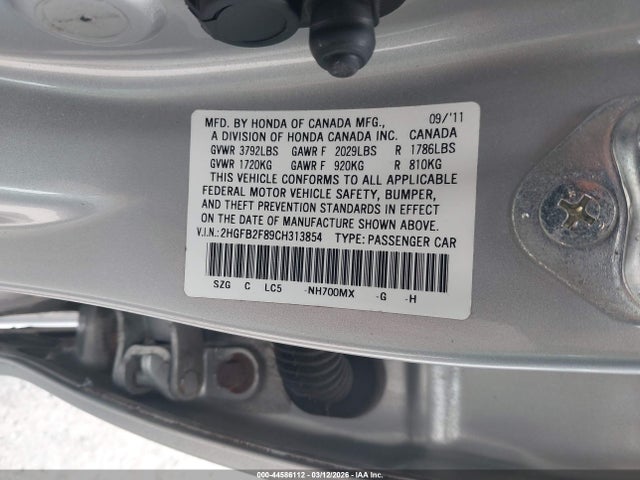 MFD. BY HONDA OF CANADA MFG., 09/'11
A DIVISION OF HONDA CANADA INC. CANADA
GVWR 3792LBS GAWR F 2029LBS R 1786LBS
GVWR 1720KG GAWR F 920KG R 810KG
THIS VEHICLE CONFORMS TO ALL APPLICABLE
FEDERAL MOTOR VEHICLE SAFETY, BUMPER,
AND THEFT PREVENTION STANDARDS IN EFFECT
ON THE DATE OF MANUFACTURE SHOWN ABOVE.
V.I.N.:2HGFB2F89CH313854 TYPE: PASSENGER CAR
SZG C LC5 -NH700MX -G -H
000-44586112 - 03/12/2026 - IAA Inc.